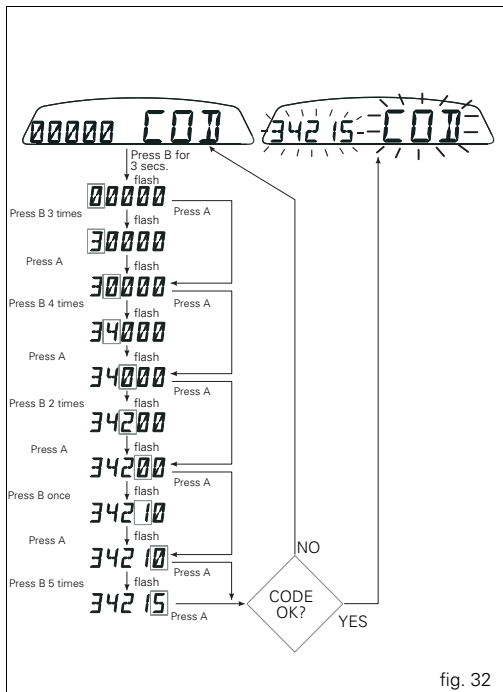 00000 COD
34215 COD
Press B for
3 secs.
flash
00000
Press B 3 times
Press A
flash
30000
Press A
flash
30000
Press B 4 times
Press A
flash
34000
Press A
flash
34000
Press B 2 times
Press A
flash
34200
Press A
flash
34200
Press B once
Press A
flash
34210
Press A
flash
34210
Press B 5 times
Press A
flash
34215
Press A
CODE
OK?
NO
YES
fig. 32